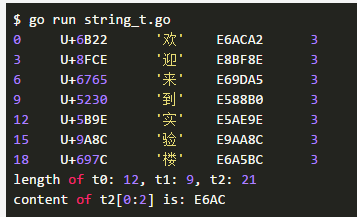 $ go run string_t.go
0 U+6B22 '欢' E6ACA2 3
3 U+8FCE '迎' E8BF8E 3
6 U+6765 '来' E69DA5 3
9 U+5230 '到' E588B0 3
12 U+5B9E '实' E5AE9E 3
15 U+9A8C '验' E9AA8C 3
18 U+697C '楼' E6A5BC 3
length of t0: 12, t1: 9, t2: 21
content of t2[0:2] is: E6AC